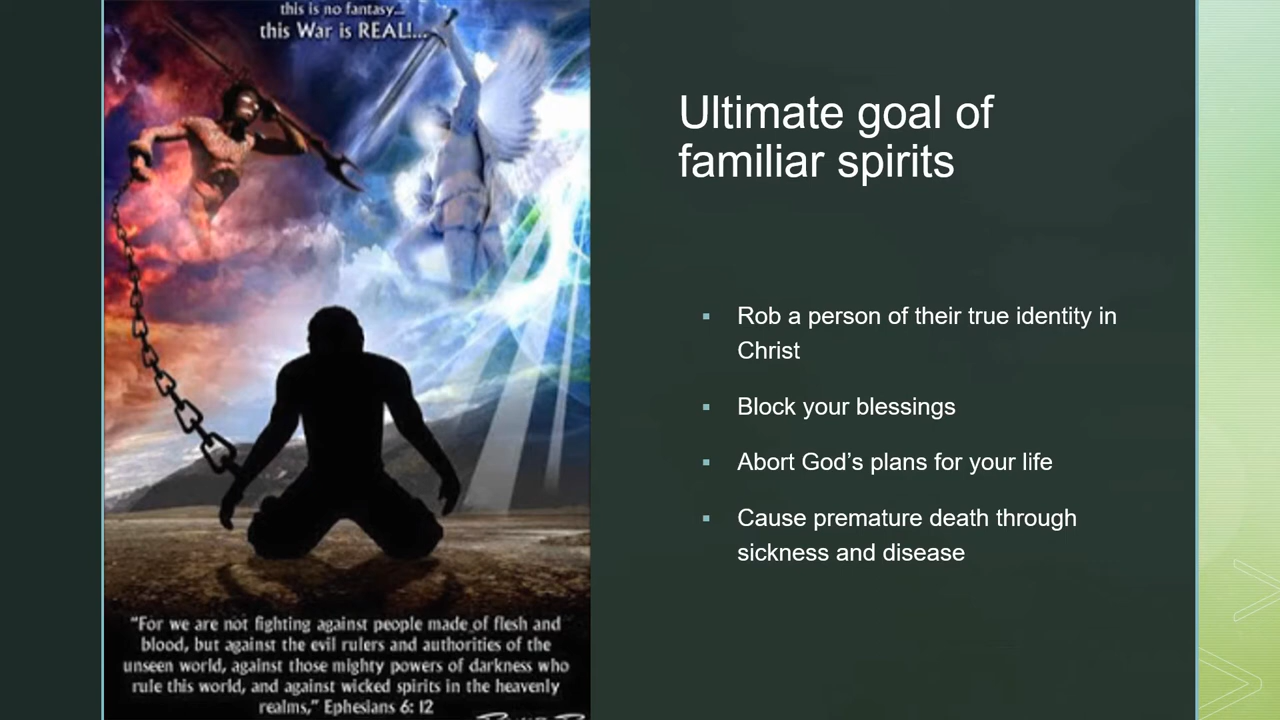 this is no fantasy...
this War is REAL!...
Ultimate goal of
familiar spirits
▪ Rob a person of their true identity in
Christ
▪ Block your blessings
▪ Abort God’s plans for your life
▪ Cause premature death through
sickness and disease
"For we are not fighting against people made of flesh and
blood, but against the evil rulers and authorities of the
unseen world, against those mighty powers of darkness who
rule this world, and against wicked spirits in the heavenly
realms," Ephesians 6: 12